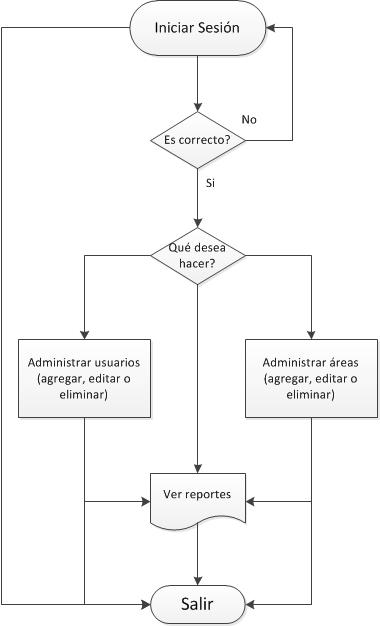 Iniciar Sesión
Es correcto?
No
Si
Qué desea
hacer?
Administrar usuarios
(agregar, editar o
eliminar)
Administrar áreas
(agregar, editar o
eliminar)
Ver reportes
Salir